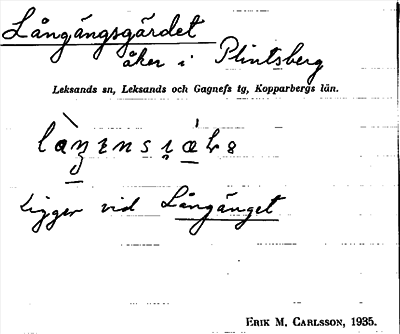 Långängsgärdet
åker i Plintsberg
Leksands sn, Leksands och Gagnefs tg, Kopparbergs län.
Ligger vid Långänget
ERIK M. CARLSSON, 1935.